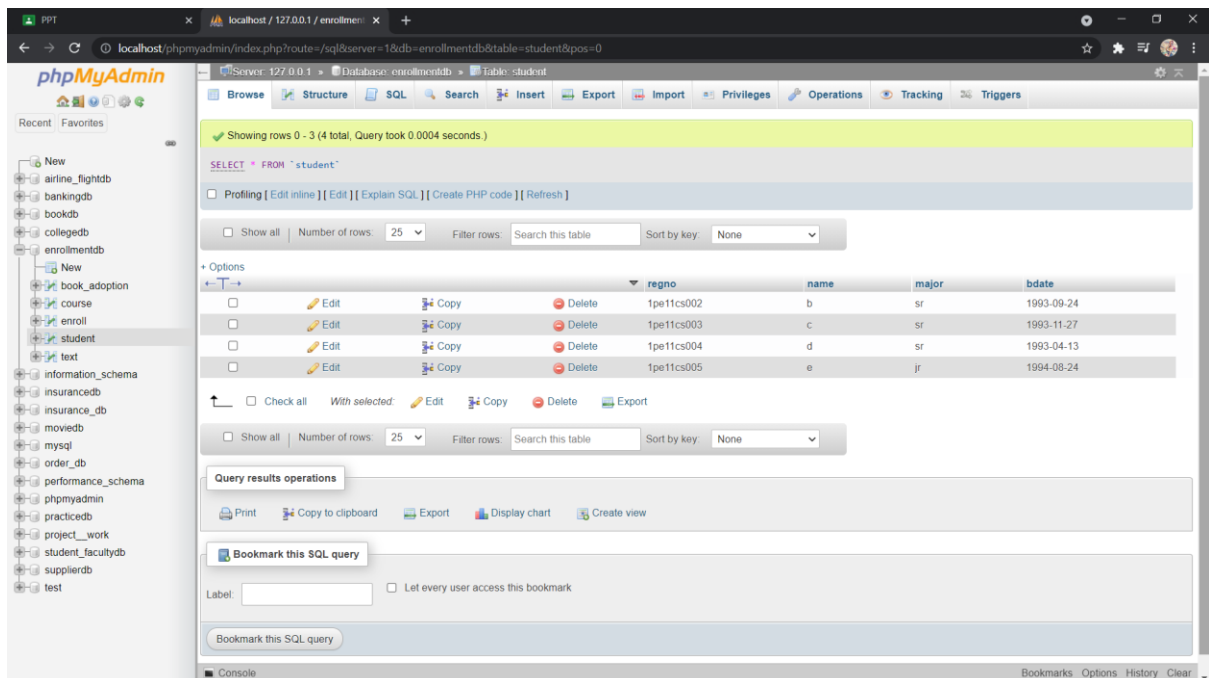 PPT
localhost / 127.0.0.1 / enrollment
localhost/phpmyadmin/index.php?route=/sql&server=1&db=enrollmentdb&table=student&pos=0
phpMyAdmin
Recent Favorites
New
airline_flightdb
bankingdb
bookdb
collegedb
enrollmentdb
New
book_adoption
course
enroll
student
text
information_schema
insurancedb
insurance_db
moviedb
mysql
order_db
performance_schema
phpmyadmin
practicedb
project__work
student_facultydb
supplierdb
test
Server: 127.0.0.1 » Database: enrollmentdb » Table: student
Browse Structure SQL Search Insert Export Import Privileges Operations Tracking Triggers
Showing rows 0 - 3 (4 total, Query took 0.0004 seconds.)
SELECT * FROM `student`
Profiling [ Edit inline ] [ Edit ] [ Explain SQL ] [ Create PHP code ] [ Refresh ]
Show all | Number of rows: 25 Filter rows: Search this table Sort by key: None
+ Options
←T→ regno name major bdate
Edit Copy Delete 1pe11cs002 b sr 1993-09-24
Edit Copy Delete 1pe11cs003 c sr 1993-11-27
Edit Copy Delete 1pe11cs004 d sr 1993-04-13
Edit Copy Delete 1pe11cs005 e jr 1994-08-24
Check all With selected: Edit Copy Delete Export
Show all | Number of rows: 25 Filter rows: Search this table Sort by key: None
Query results operations
Print Copy to clipboard Export Display chart Create view
Bookmark this SQL query
Label: Let every user access this bookmark
Bookmark this SQL query
Console Bookmarks Options History Clear